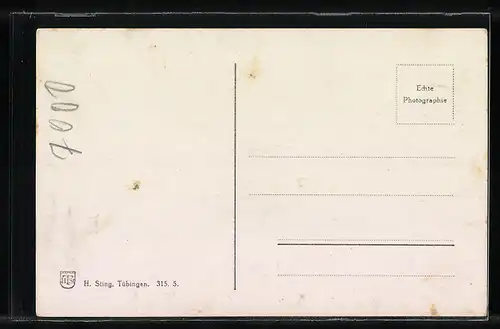 7000
Echte
Photographie
H. Sting, Tübingen. 315. 5.